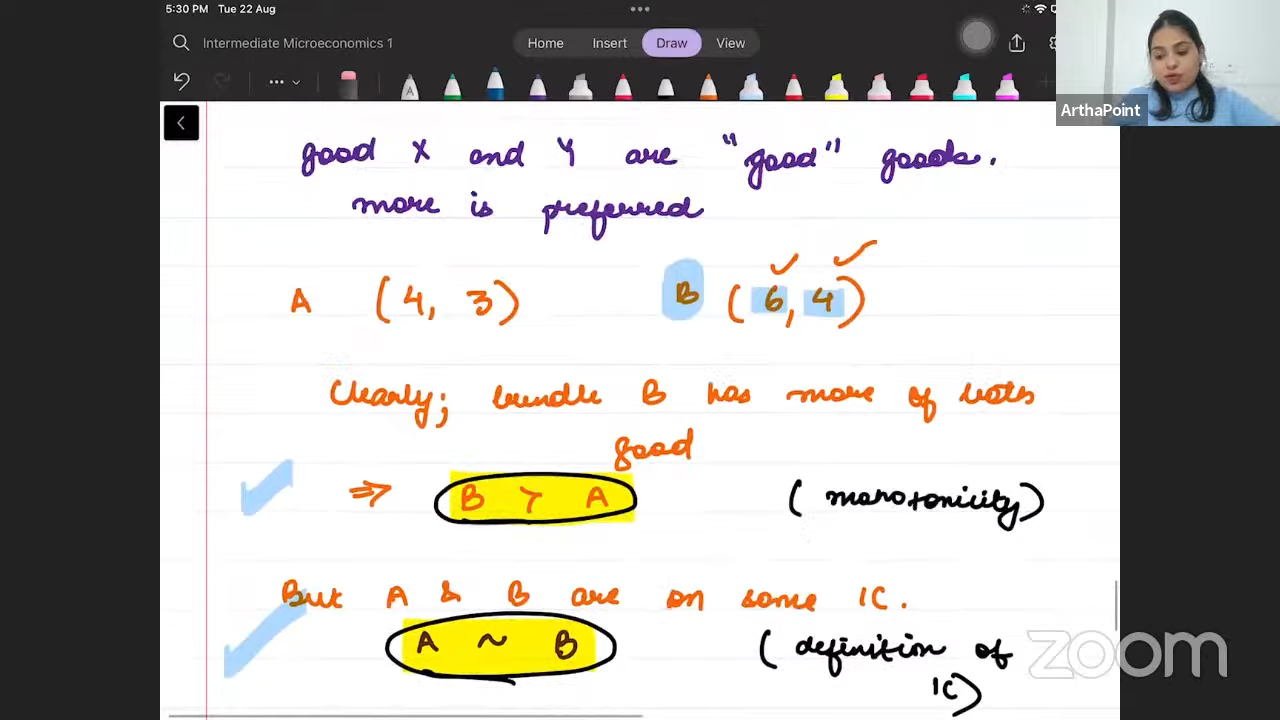 5:30 PM Tue 22 Aug
Intermediate Microeconomics 1
Home Insert Draw View
ArthaPoint
good X and Y are "good" goods.
more is preferred
A (4, 3) B (6, 4)
Clearly; bundle B has more of both
good
⇒ B ≻ A (monotonicity)
But A & B are on same IC.
A ~ B (definition of
IC)
zoom